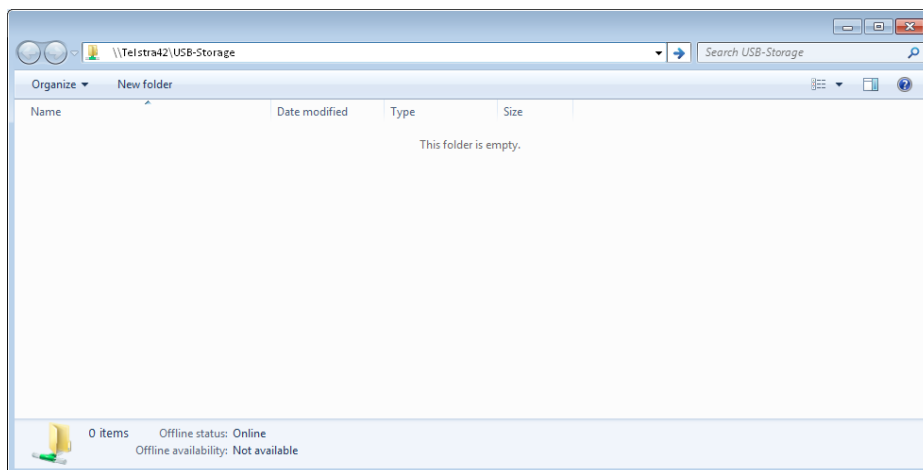 \\Telstra42\USB-Storage
Search USB-Storage
Organize New folder
Name Date modified Type Size
This folder is empty.
0 items Offline status: Online
Offline availability: Not available